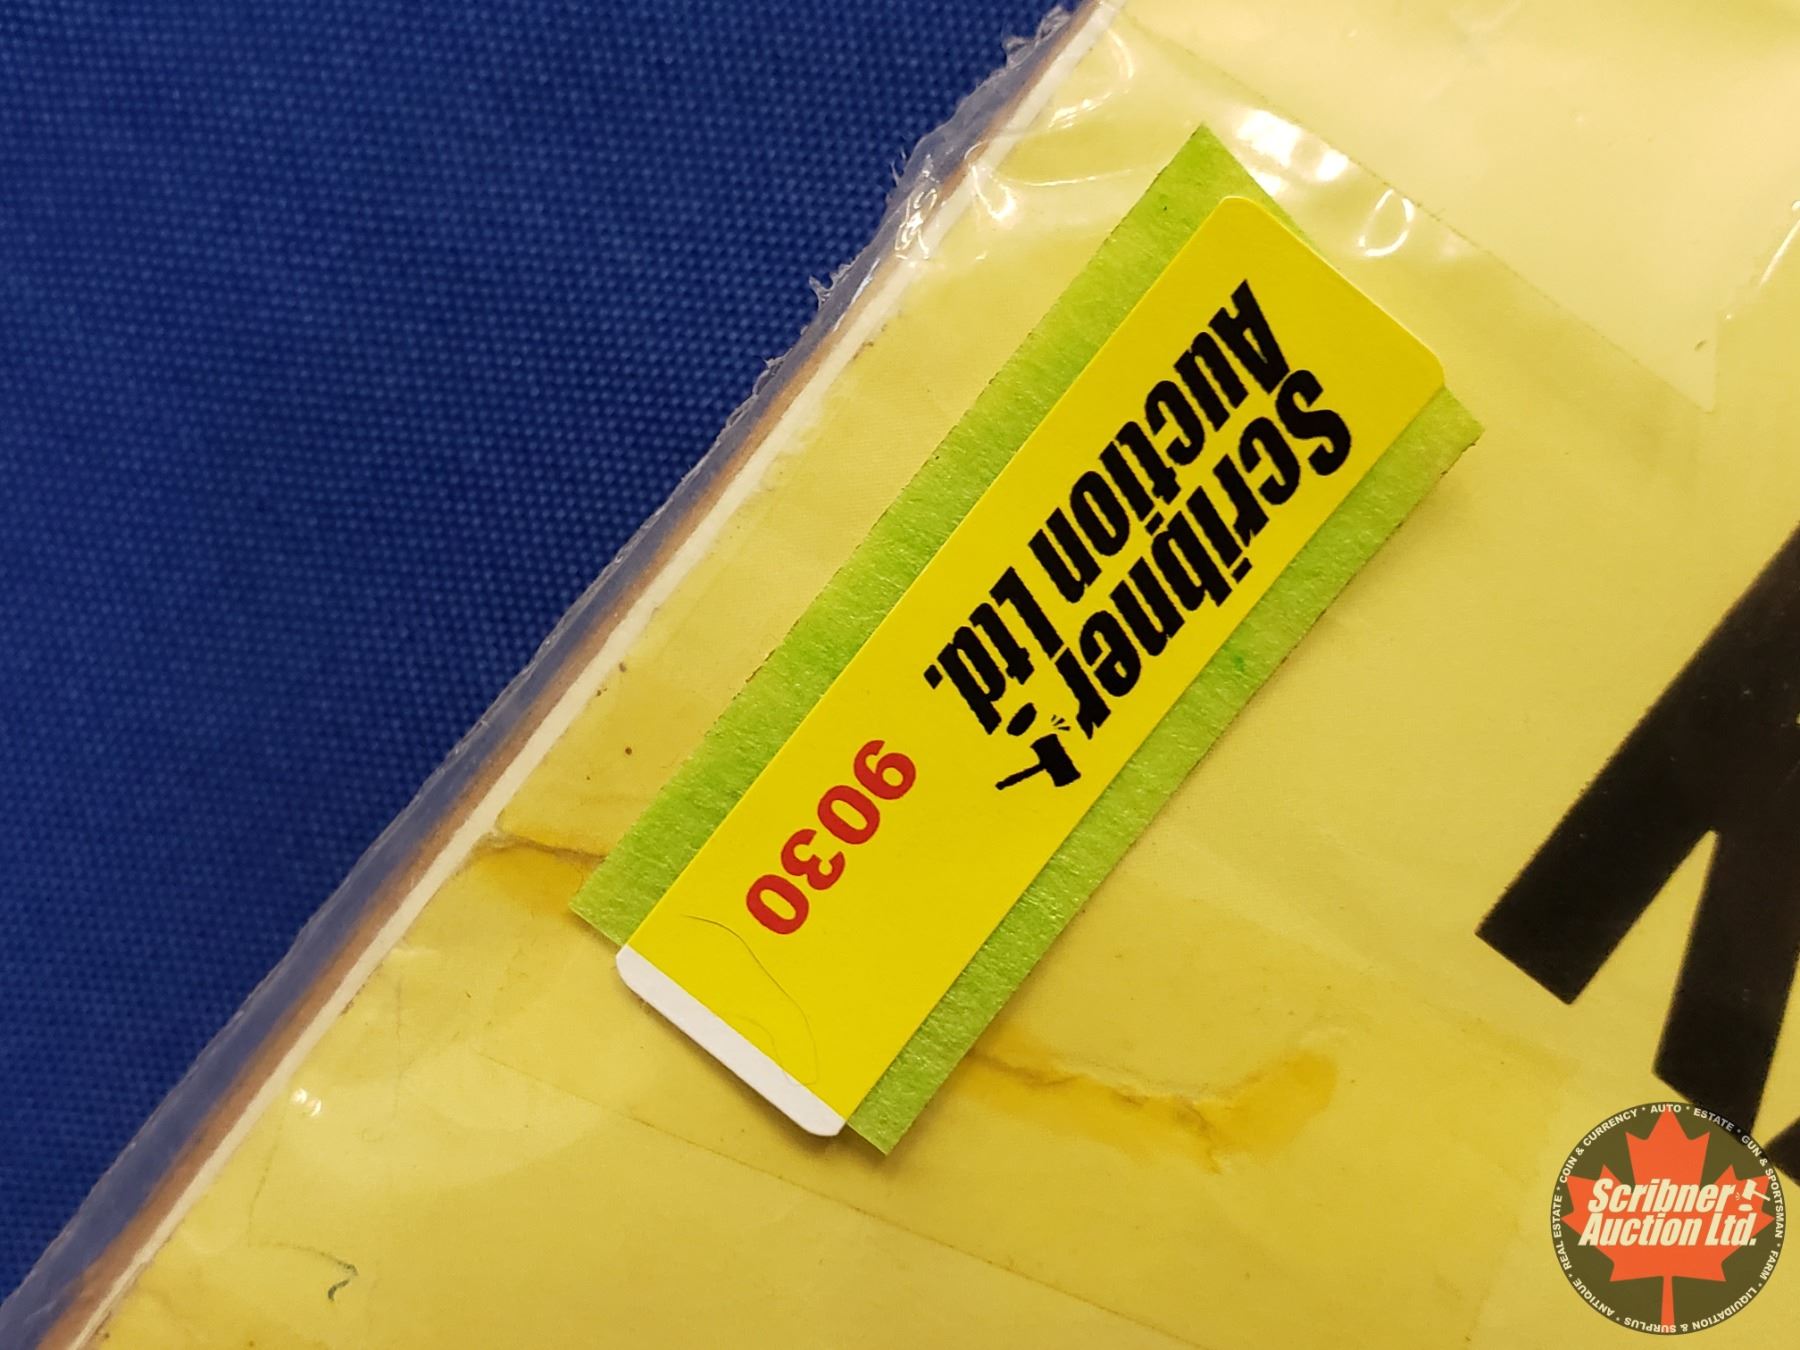 Scribner
Auction Ltd.
9030
K
COIN & CURRENCY * AUTO * ESTATE * GUN & SPORTSMAN * FARM * LIQUIDATION & SURPLUS * ANTIQUE * REAL ESTATE *
Scribner
Auction Ltd.